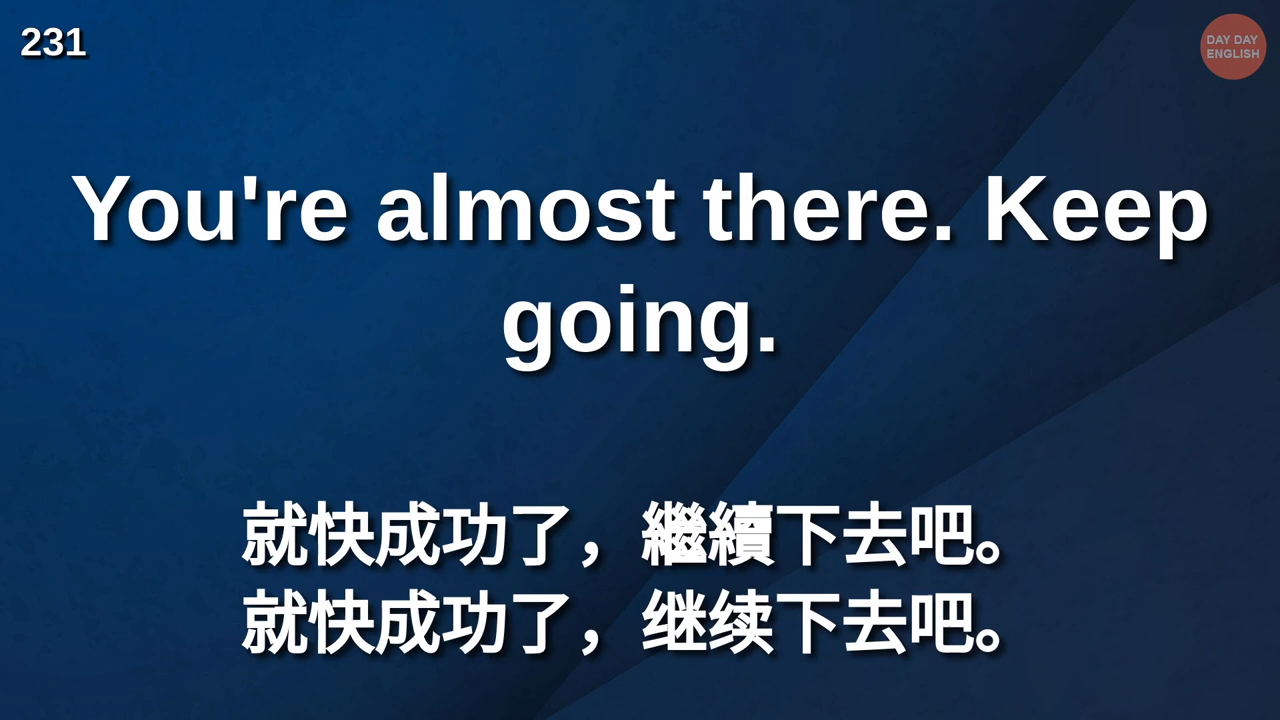 231
DAY DAY
ENGLISH
You're almost there. Keep
going.
就快成功了，繼續下去吧。
就快成功了，继续下去吧。